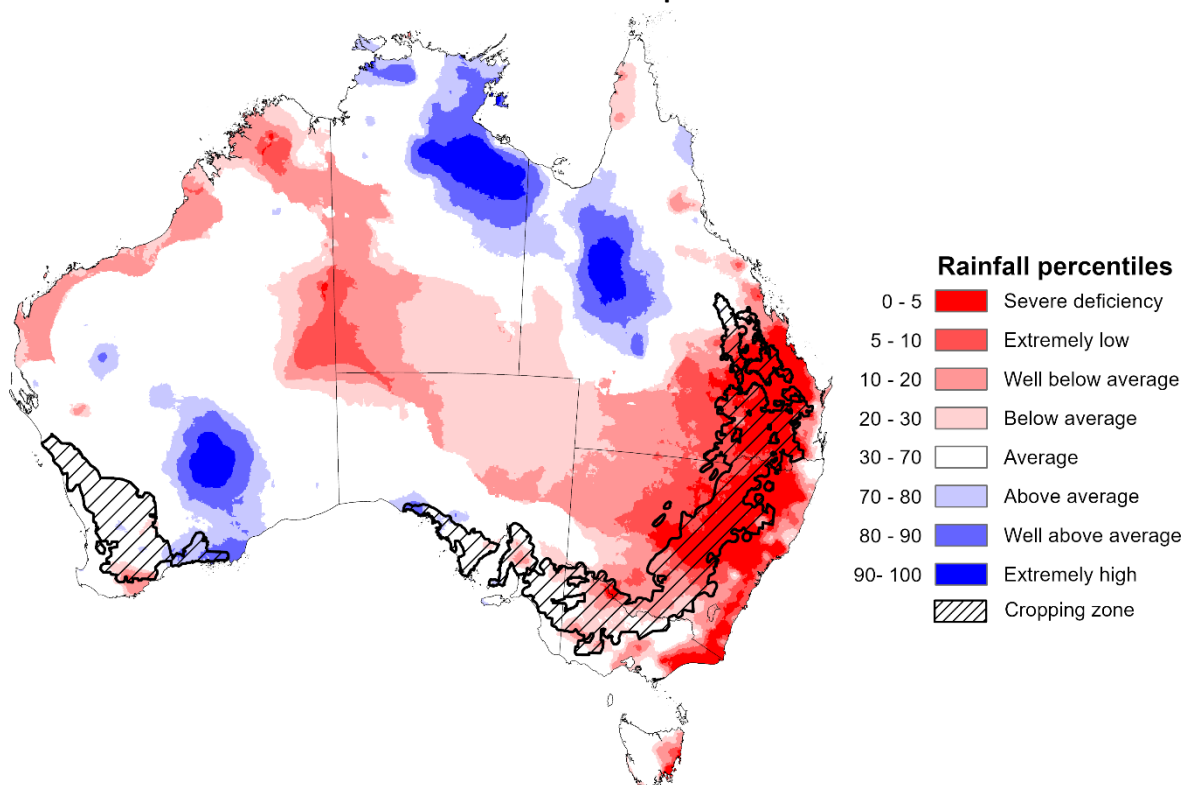 Rainfall percentiles
0 - 5 Severe deficiency
5 - 10 Extremely low
10 - 20 Well below average
20 - 30 Below average
30 - 70 Average
70 - 80 Above average
80 - 90 Well above average
90- 100 Extremely high
Cropping zone